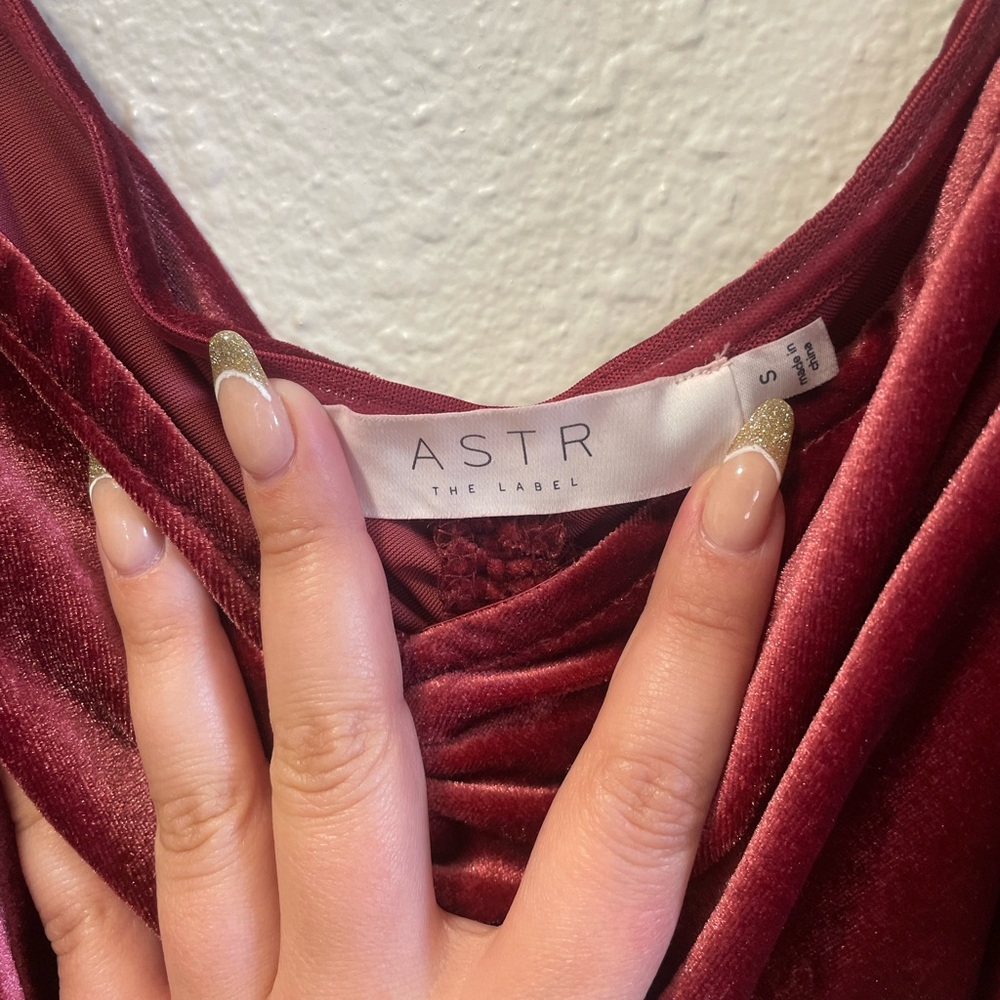 ASTR
THE LABEL
S
made in
china